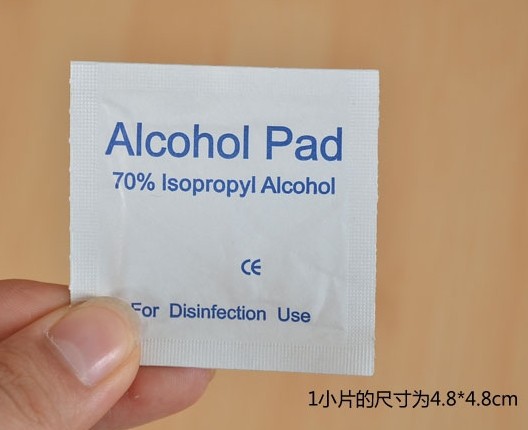 Alcohol Pad
70% Isopropyl Alcohol
CE
For Disinfection Use
1小片的尺寸为4.8*4.8cm